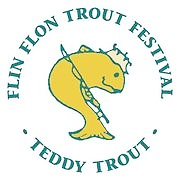 FLIN FLON TROUT FESTIVAL
• TEDDY TROUT •